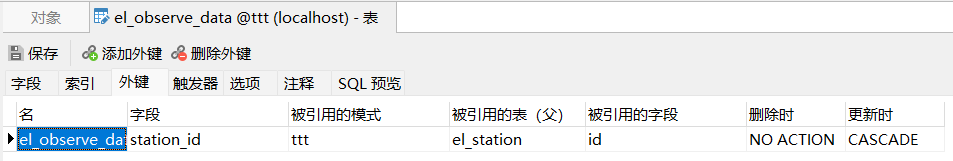 对象 el_observe_data @ttt (localhost) - 表
保存 添加外键 删除外键
字段 索引 外键 触发器 选项 注释 SQL 预览
名 字段 被引用的模式 被引用的表（父） 被引用的字段 删除时 更新时
el_observe_da station_id ttt el_station id NO ACTION CASCADE